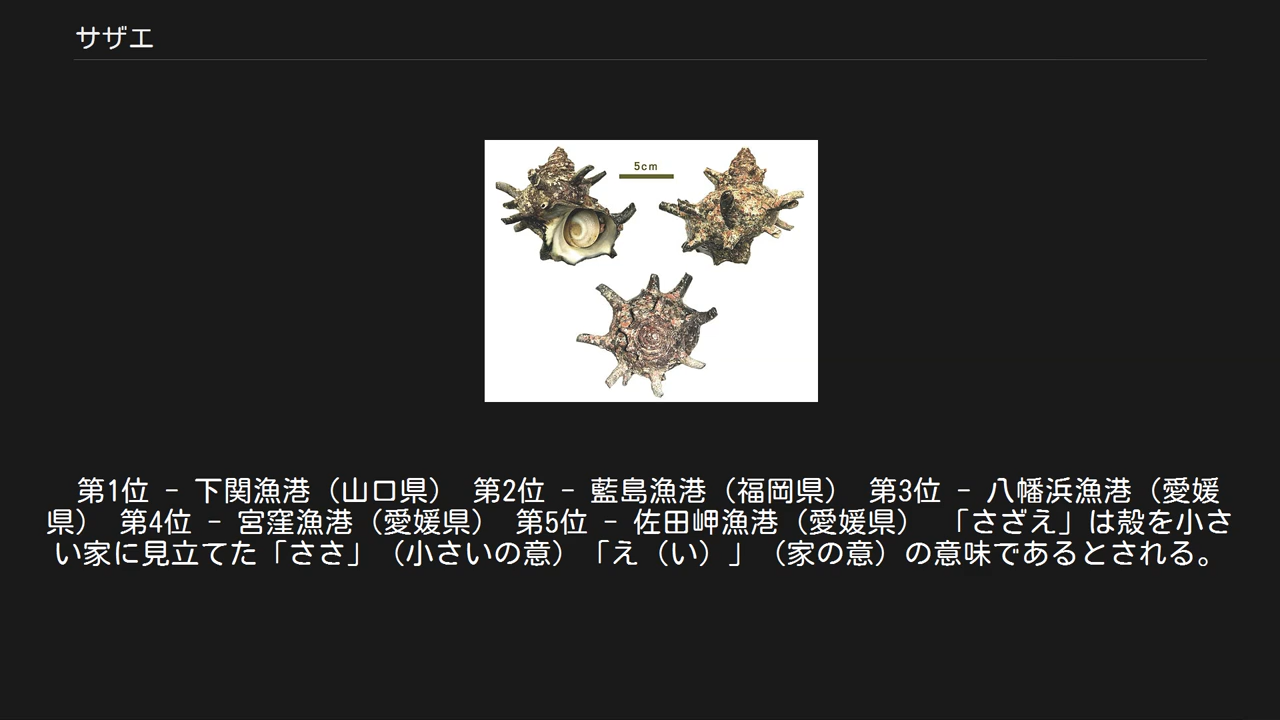 サザエ
5cm
第1位 - 下関漁港（山口県） 第2位 - 藍島漁港（福岡県） 第3位 - 八幡浜漁港（愛媛
県） 第4位 - 宮窪漁港（愛媛県） 第5位 - 佐田岬漁港（愛媛県） 「さざえ」は殻を小さ
い家に見立てた「ささ」（小さいの意）「え（い）」（家の意）の意味であるとされる。